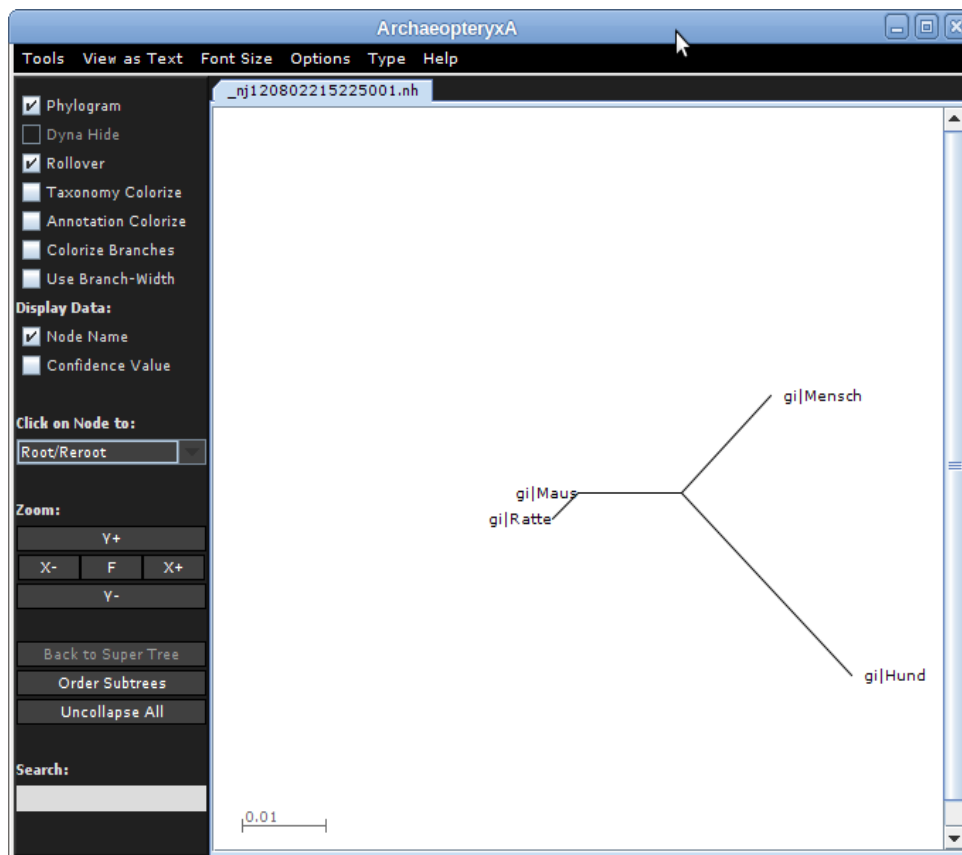 ArchaeopteryxA
Tools View as Text Font Size Options Type Help
_nj120802215225001.nh
Phylogram
Dyna Hide
Rollover
Taxonomy Colorize
Annotation Colorize
Colorize Branches
Use Branch-Width
Display Data:
Node Name
Confidence Value
Click on Node to:
Root/Reroot
Zoom:
Y+
X- F X+
Y-
Back to Super Tree
Order Subtrees
Uncollapse All
Search:
gi|Mensch
gi|Maus
gi|Ratte
gi|Hund
0.01